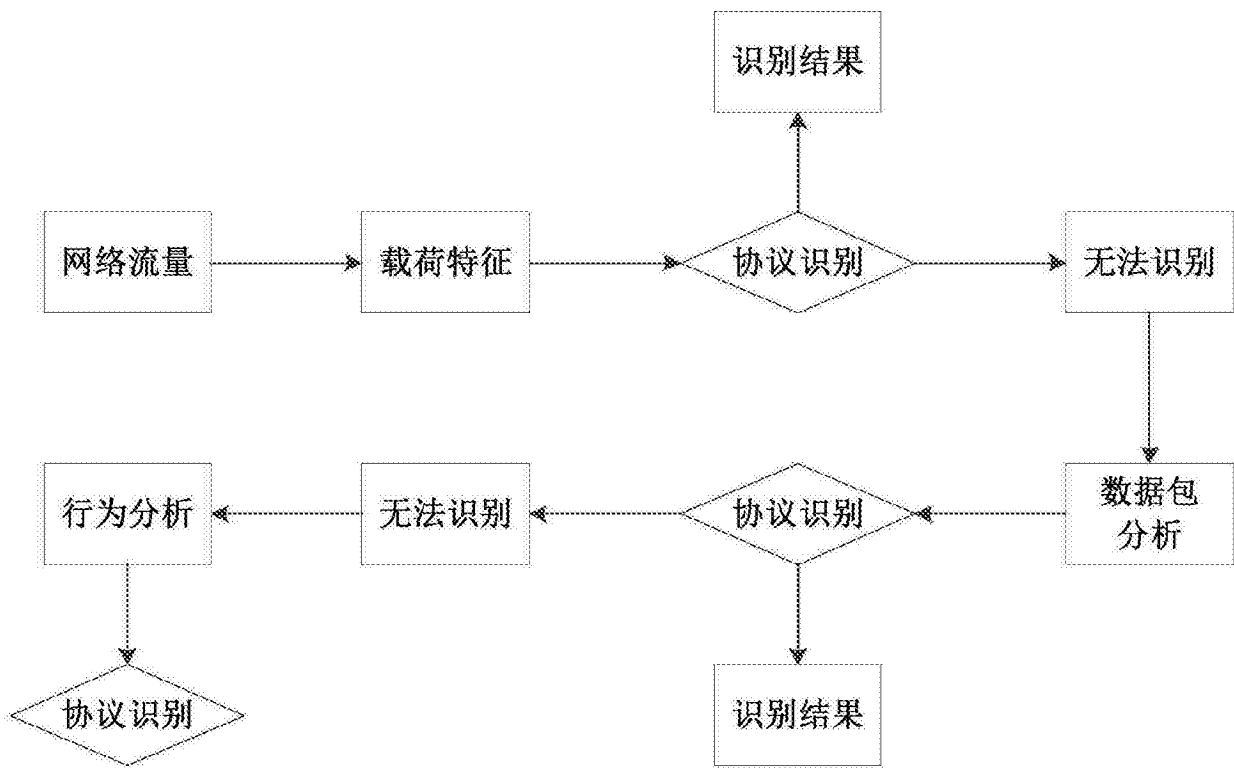 识别结果
网络流量
载荷特征
协议识别
无法识别
行为分析
无法识别
协议识别
数据包
分析
协议识别
识别结果